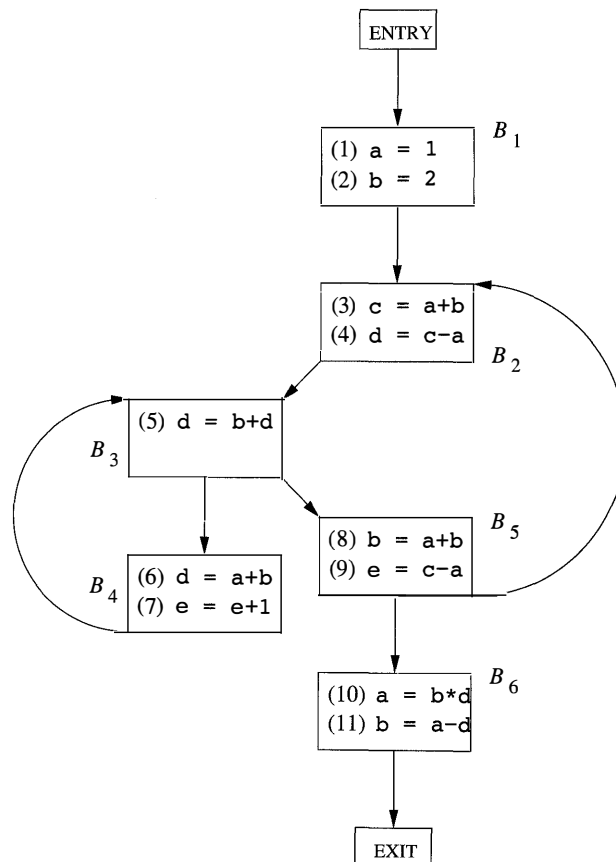 ENTRY
B1
(1) a = 1
(2) b = 2
(3) c = a+b
(4) d = c-a
B2
(5) d = b+d
B3
B5
(8) b = a+b
(9) e = c-a
B4
(6) d = a+b
(7) e = e+1
B6
(10) a = b*d
(11) b = a-d
EXIT